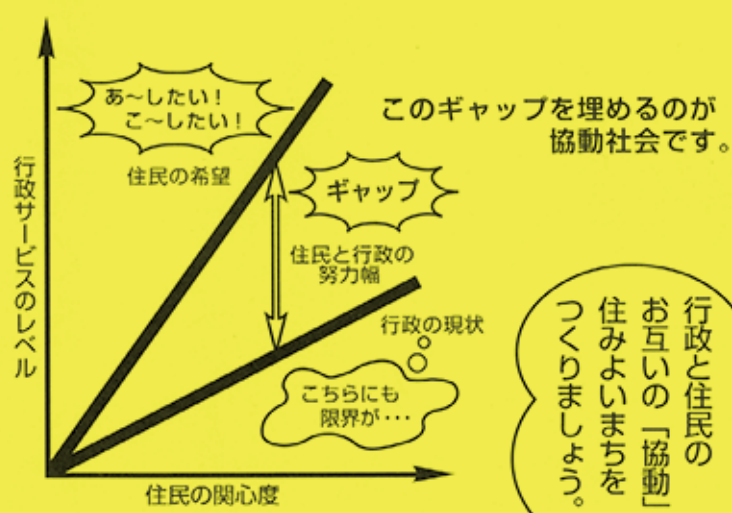 あ〜したい！
こ〜したい！
このギャップを埋めるのが
協動社会です。
住民の希望
ギャップ
行政サービスのレベル
住民と行政の
努力幅
行政の現状
こちらにも
限界が・・・
住民の関心度
行政と住民の
お互いの「協動」
住みよいまちを
つくりましょう。